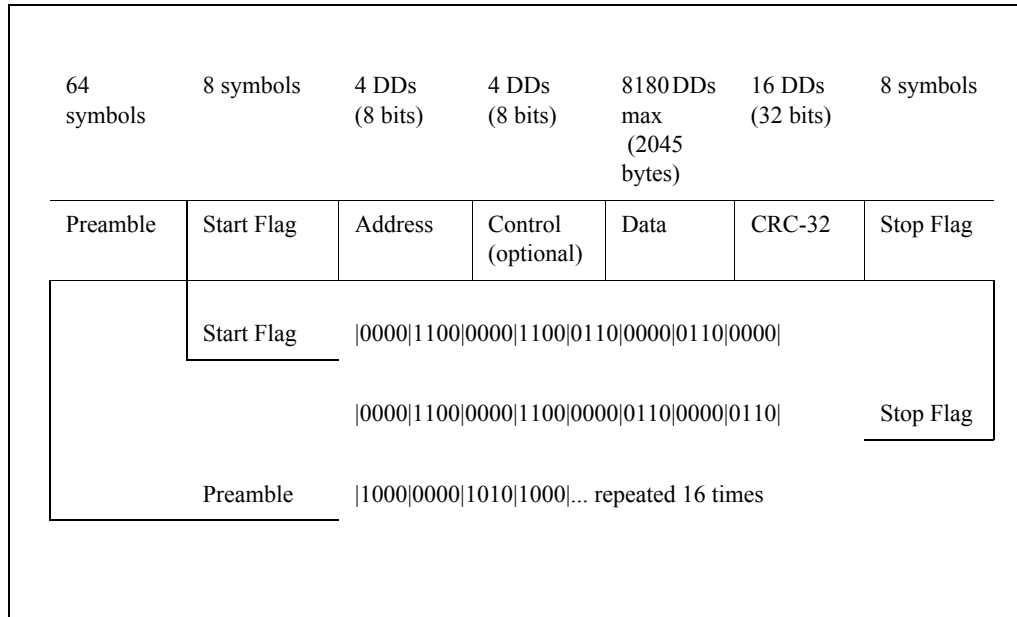 64 symbols
8 symbols
4 DDs (8 bits)
4 DDs (8 bits)
8180 DDs max (2045 bytes)
16 DDs (32 bits)
8 symbols
Preamble
Start Flag
Address
Control (optional)
Data
CRC-32
Stop Flag
Start Flag |0000|1100|0000|1100|0110|0000|0110|0000|
|0000|1100|0000|1100|0000|0110|0000|0110| Stop Flag
Preamble |1000|0000|1010|1000|... repeated 16 times